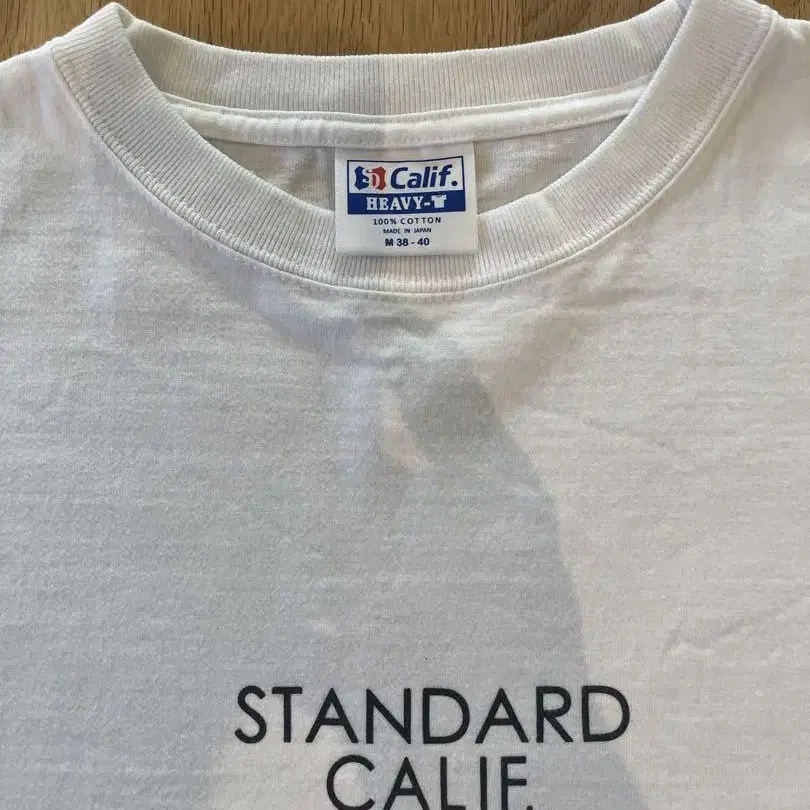 SD Calif.
HEAVY-T
100% COTTON
MADE IN JAPAN
M 38 - 40
STANDARD
CALIF.